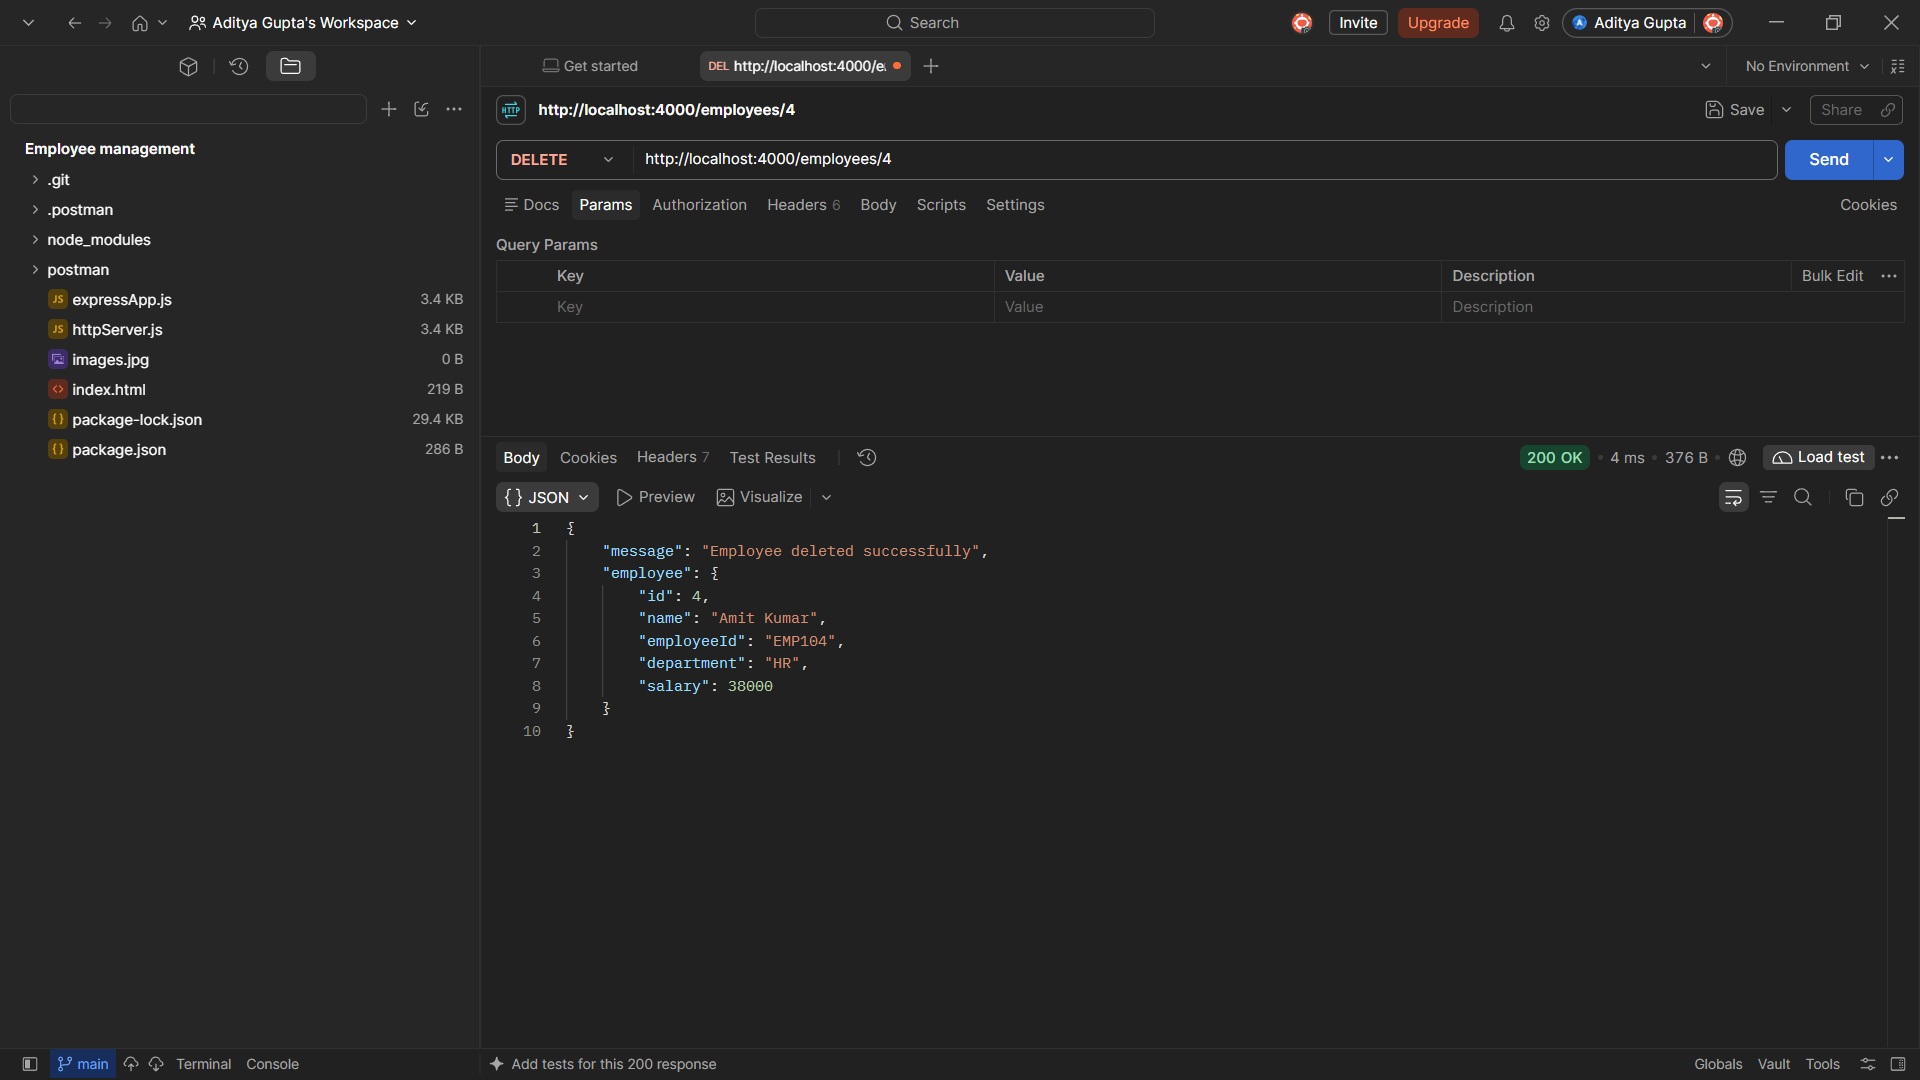 Aditya Gupta's Workspace
Search
Invite
Upgrade
Aditya Gupta
Get started
DEL http://localhost:4000/e
No Environment
HTTP http://localhost:4000/employees/4
Save
Share
Employee management
.git
.postman
node_modules
postman
JS expressApp.js 3.4 KB
JS httpServer.js 3.4 KB
images.jpg 0 B
index.html 219 B
package-lock.json 29.4 KB
package.json 286 B
DELETE http://localhost:4000/employees/4
Send
Docs Params Authorization Headers 6 Body Scripts Settings Cookies
Query Params
Key Value Description Bulk Edit
Key Value Description
Body Cookies Headers 7 Test Results
200 OK • 4 ms • 376 B •
Load test
{} JSON Preview Visualize
1 {
2 "message": "Employee deleted successfully",
3 "employee": {
4 "id": 4,
5 "name": "Amit Kumar",
6 "employeeId": "EMP104",
7 "department": "HR",
8 "salary": 38000
9 }
10 }
main Terminal Console
Add tests for this 200 response
Globals Vault Tools